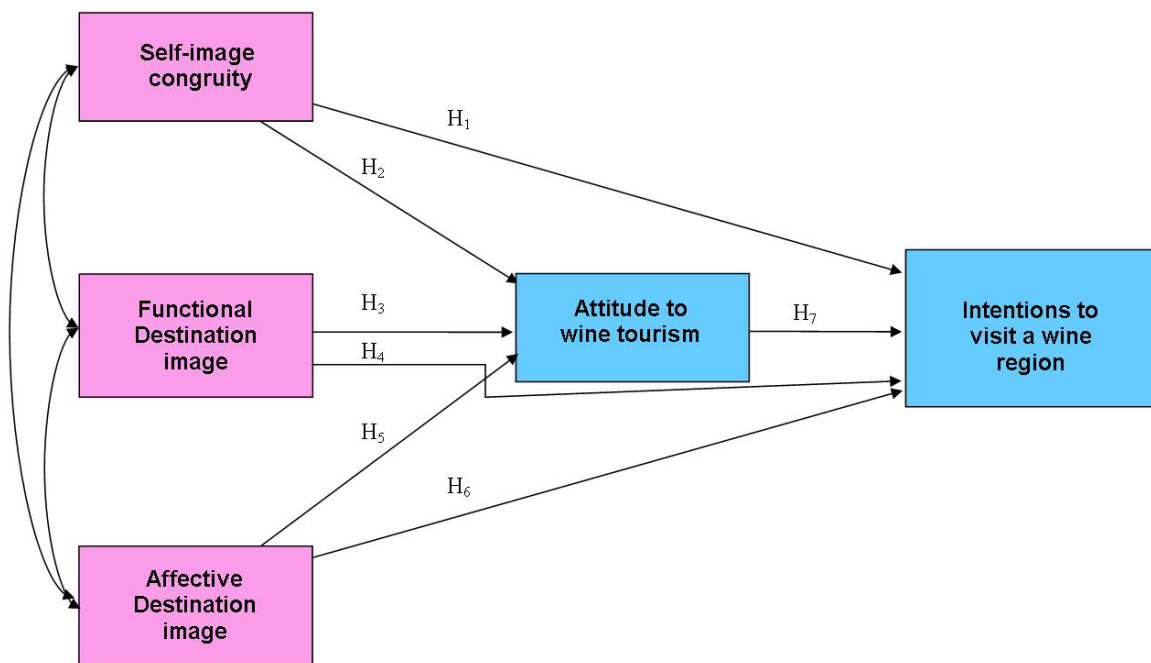 Self-image
congruity
H₁
H₂
Functional
Destination
image
H₃
H₄
Attitude to
wine tourism
H₇
Intentions to
visit a wine
region
H₅
H₆
Affective
Destination
image